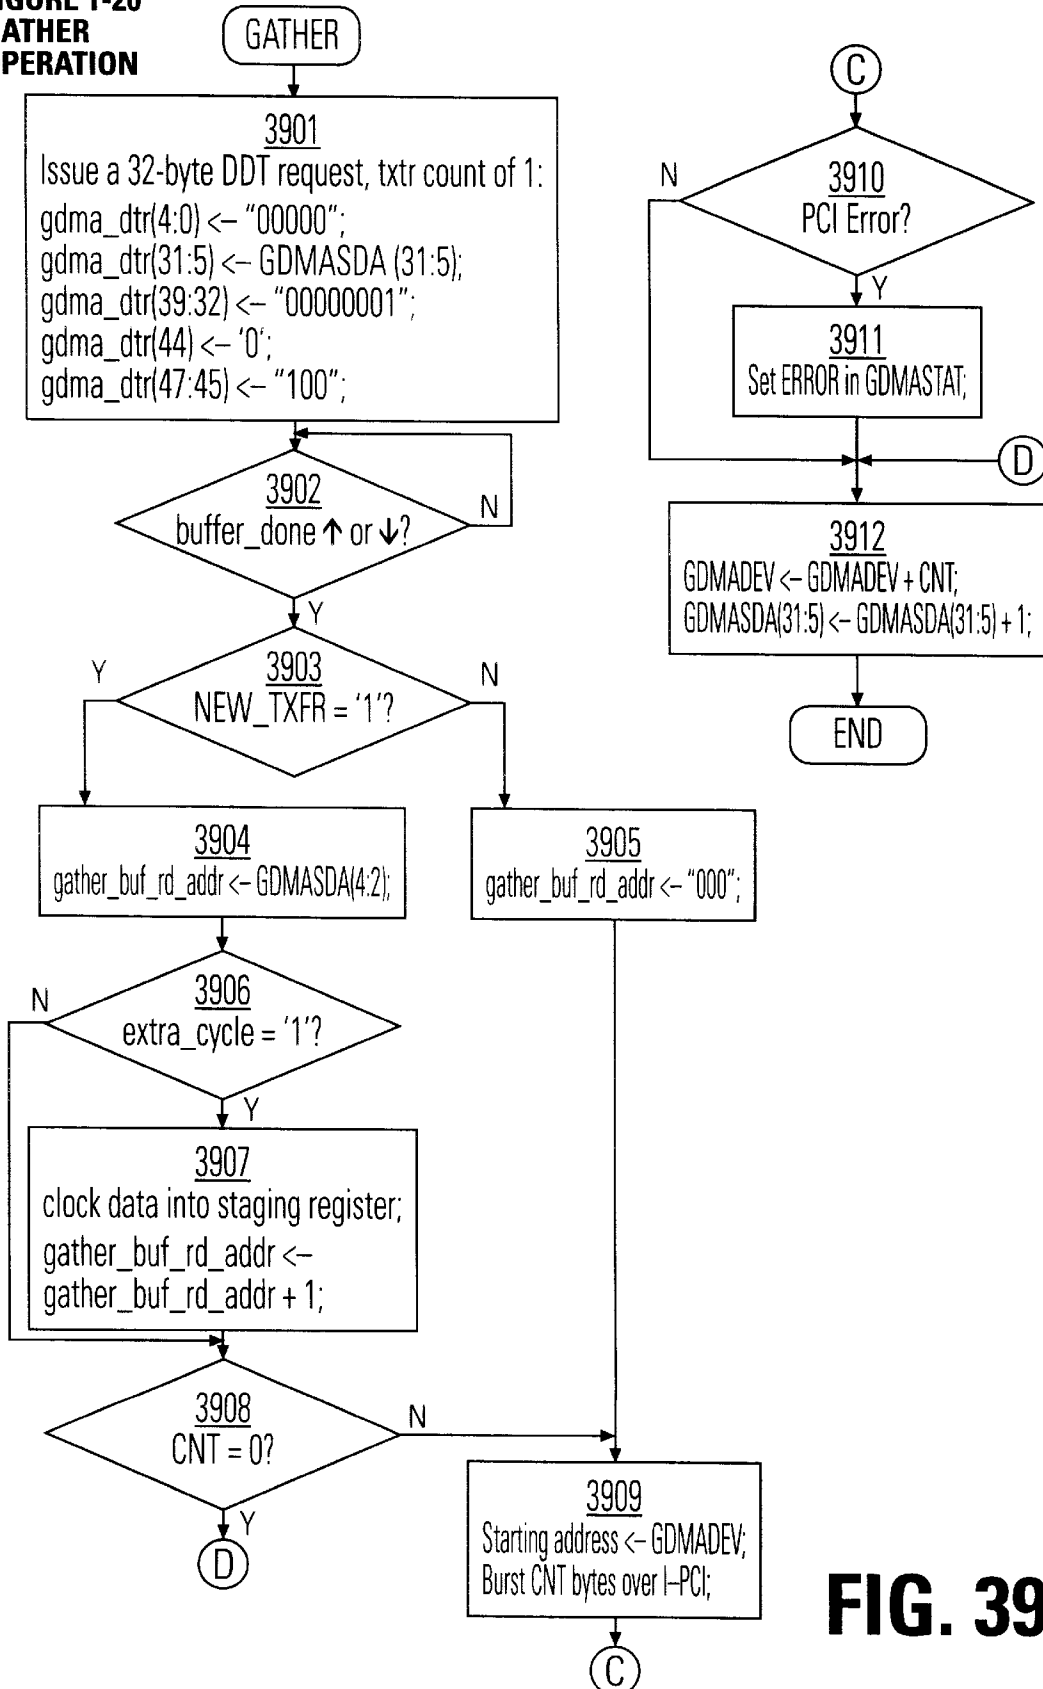 ATHER
PERATION
GATHER
3901
Issue a 32-byte DDT request, txtr count of 1:
gdma_dtr(4:0) <– “00000”;
gdma_dtr(31:5) <– GDMASDA (31:5);
gdma_dtr(39:32) <– “00000001”;
gdma_dtr(44) <– ‘0’;
gdma_dtr(47:45) <– “100”;
3902
buffer_done ↑ or ↓?
N
Y
3903
NEW_TXFR = ‘1’?
Y
N
3904
gather_buf_rd_addr <– GDMASDA(4:2);
3905
gather_buf_rd_addr <– “000”;
3906
extra_cycle = ‘1’?
N
Y
3907
clock data into staging register;
gather_buf_rd_addr <–
gather_buf_rd_addr + 1;
3908
CNT = 0?
N
Y
D
3909
Starting address <– GDMADEV;
Burst CNT bytes over I–PCI;
C
C
3910
PCI Error?
N
Y
3911
Set ERROR in GDMASTAT;
D
3912
GDMADEV <– GDMADEV + CNT;
GDMASDA(31:5) <– GDMASDA(31:5) + 1;
END
FIG. 39